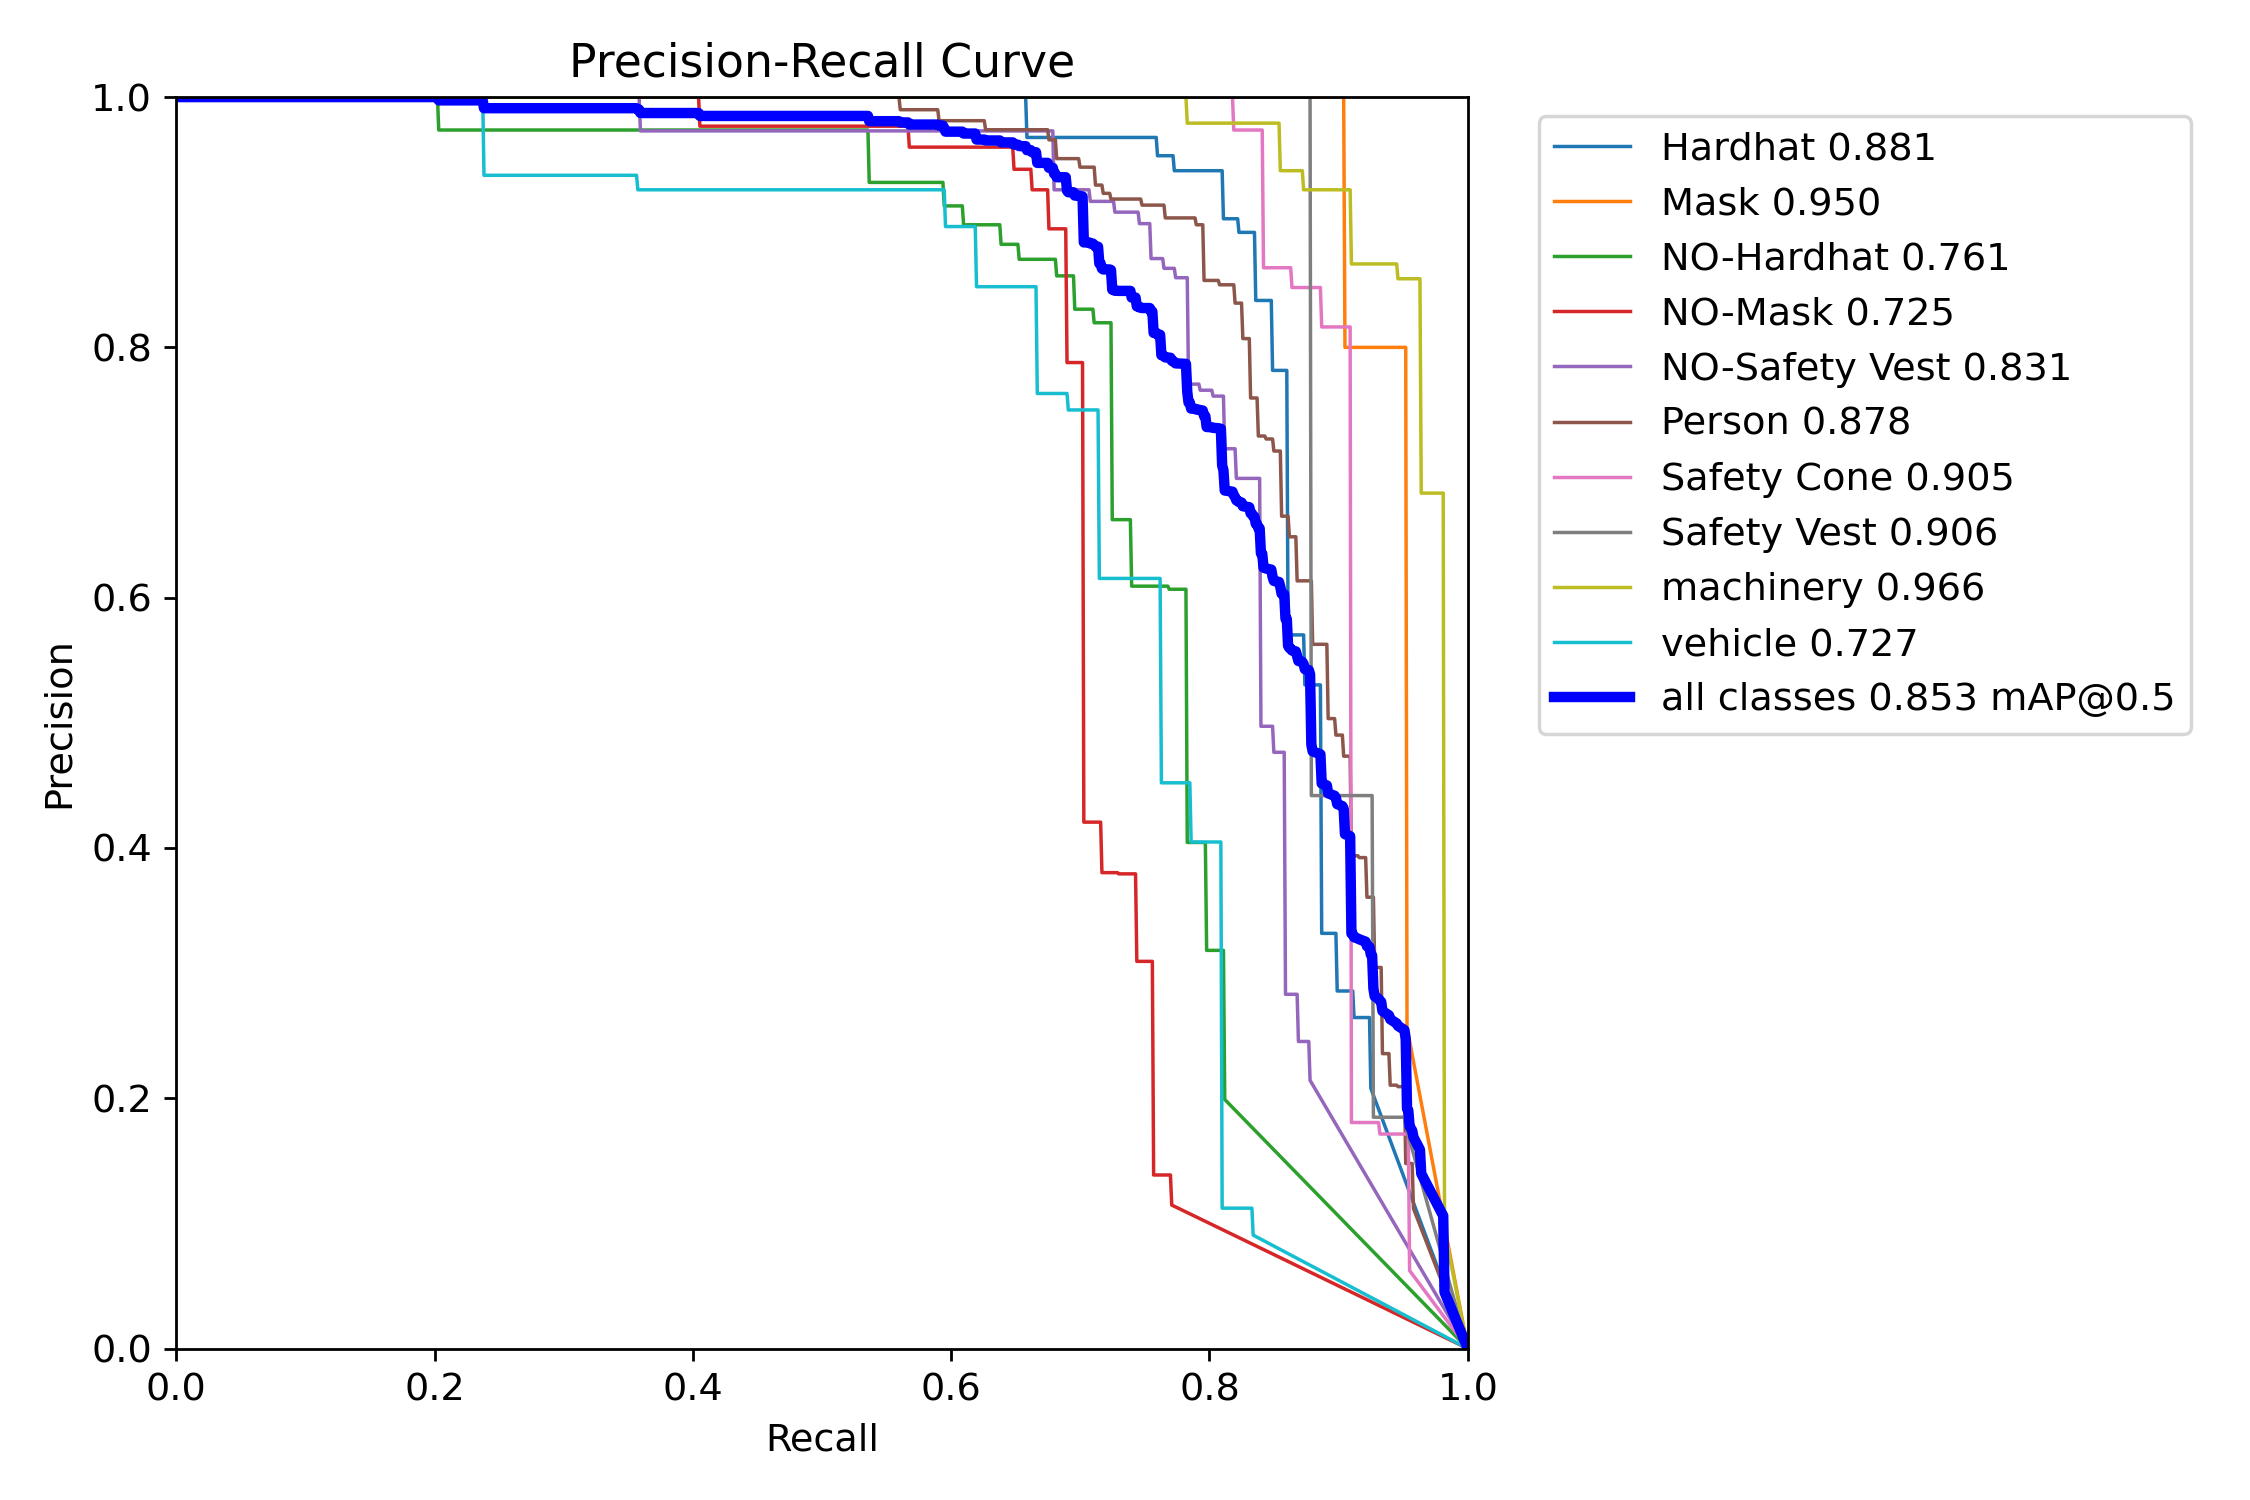 Precision-Recall Curve
1.0
0.8
0.6
0.4
0.2
0.0
Precision
0.0 0.2 0.4 0.6 0.8 1.0
Recall
Hardhat 0.881
Mask 0.950
NO-Hardhat 0.761
NO-Mask 0.725
NO-Safety Vest 0.831
Person 0.878
Safety Cone 0.905
Safety Vest 0.906
machinery 0.966
vehicle 0.727
all classes 0.853 mAP@0.5